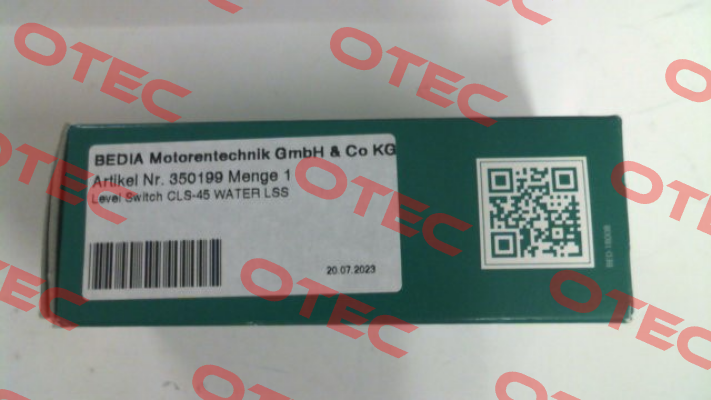 BEDIA Motorentechnik GmbH & Co KG
Artikel Nr. 350199 Menge 1
Level Switch CLS-45 WATER LSS
20.07.2023
OTEC
OTEC
OTEC
OTEC
OTEC
OTEC
OTEC
OTEC
OTEC
OTEC